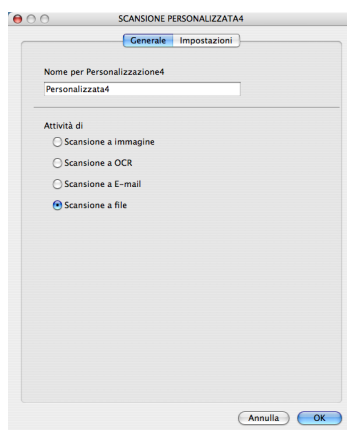 SCANSIONE PERSONALIZZATA4
Generale Impostazioni
Nome per Personalizzazione4
Personalizzata4
Attività di
Scansione a immagine
Scansione a OCR
Scansione a E-mail
Scansione a file
Annulla OK